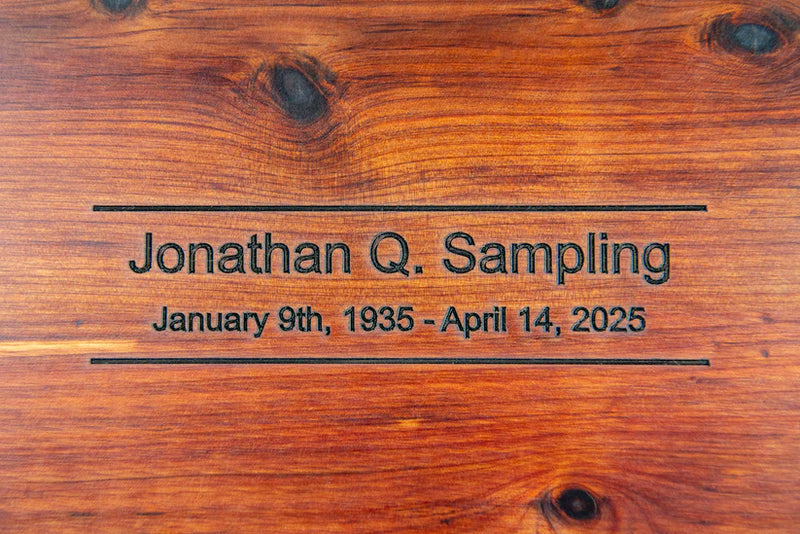 Jonathan Q. Sampling
January 9th, 1935 - April 14, 2025